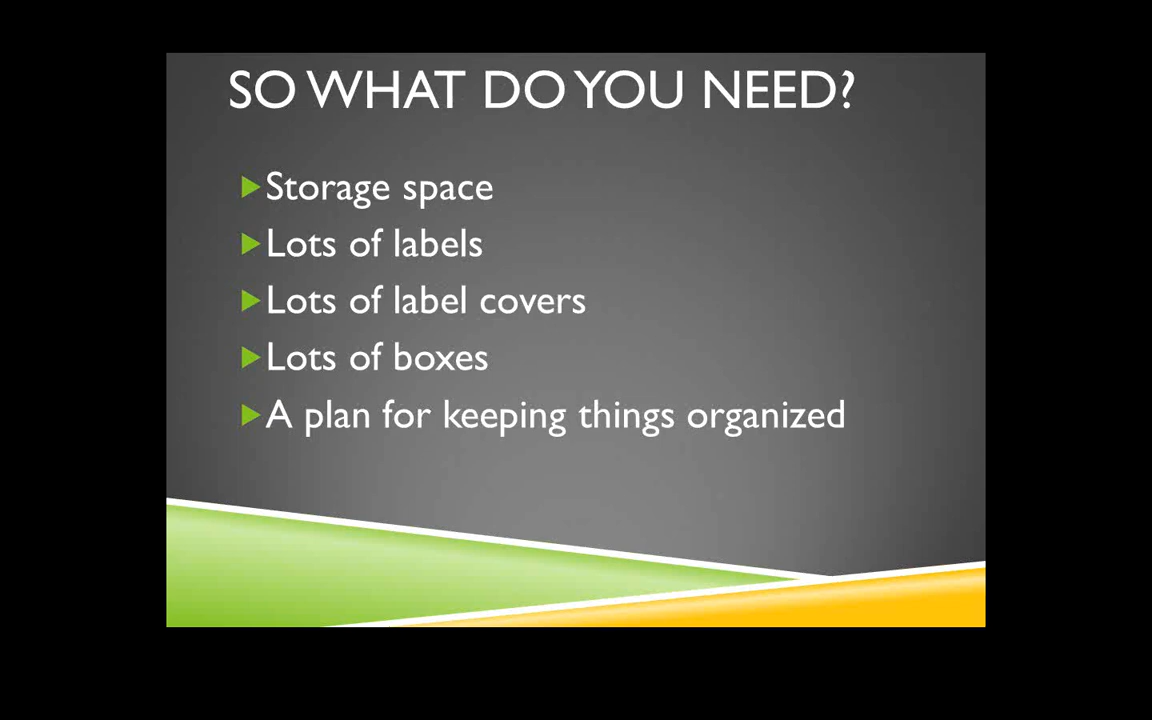 SO WHAT DO YOU NEED?
Storage space
Lots of labels
Lots of label covers
Lots of boxes
A plan for keeping things organized